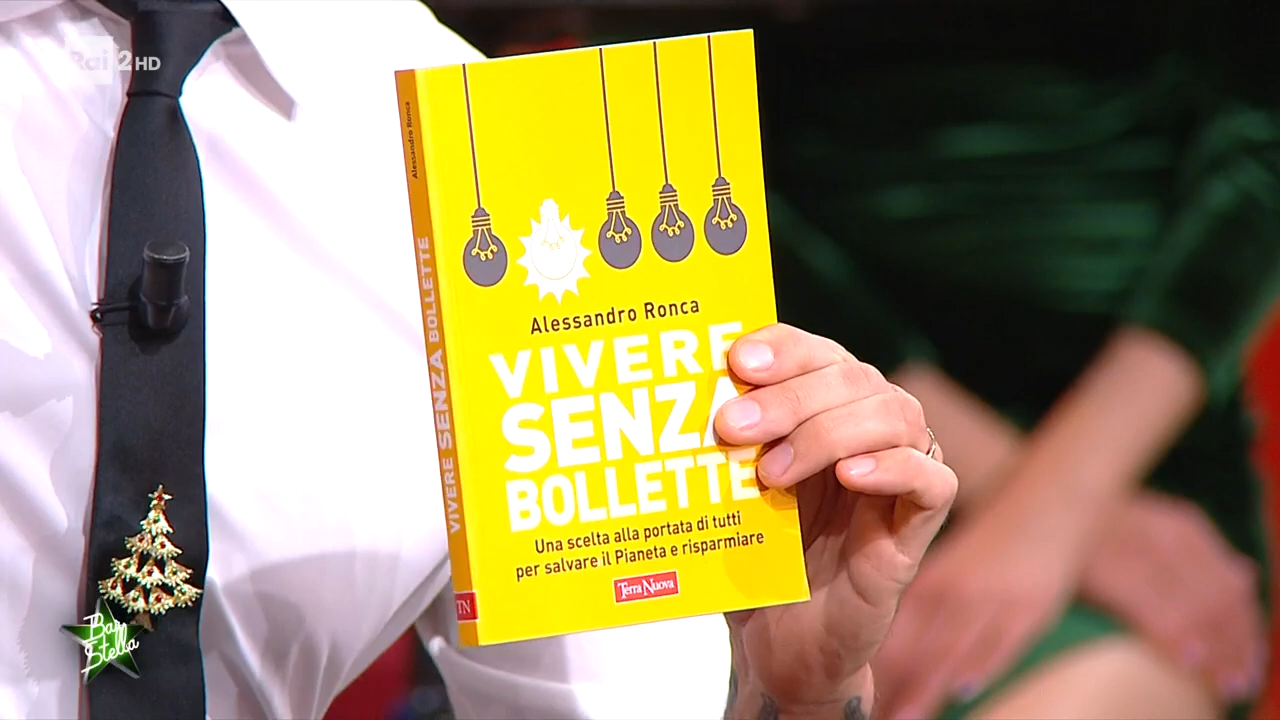 Rai 2 HD
Alessandro Ronca
VIVERE SENZA BOLLETTE
TN
Alessandro Ronca
VIVERE
SENZA
BOLLETTE
Una scelta alla portata di tutti
per salvare il Pianeta e risparmiare
Terra Nuova
Bar
Stella